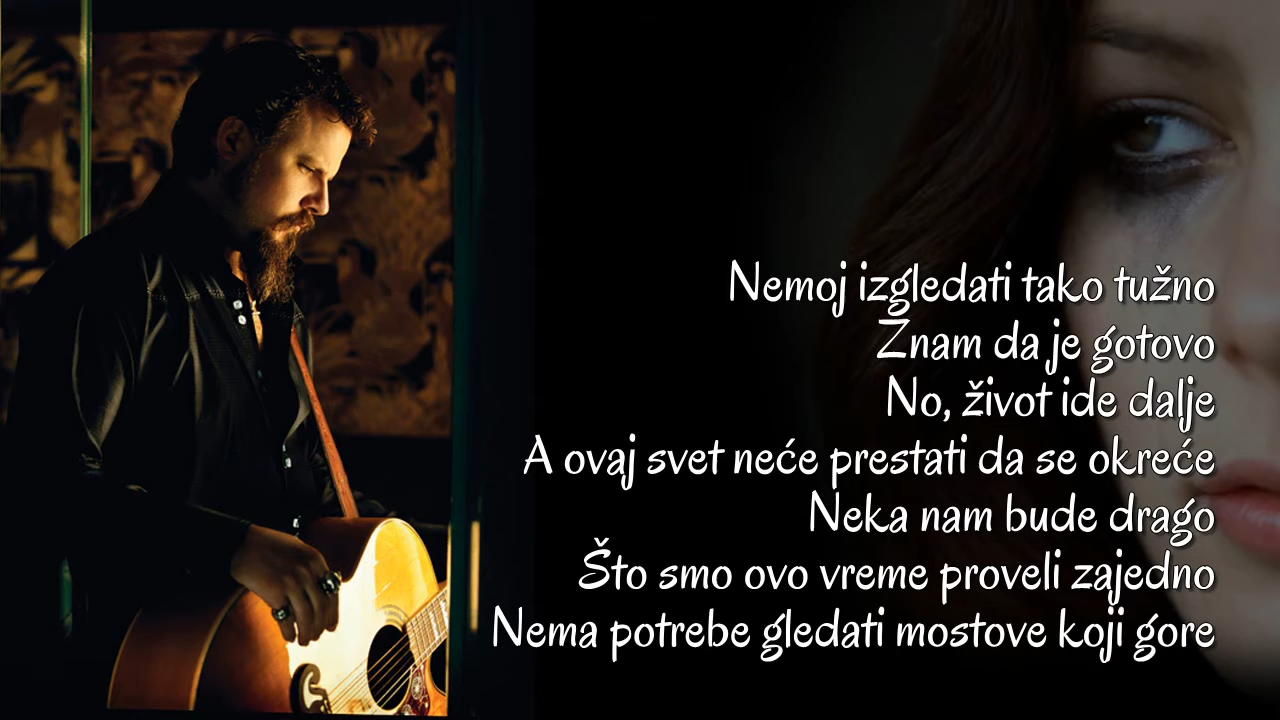 Nemoj izgledati tako tužno
Znam da je gotovo
No, život ide dalje
A ovaj svet neće prestati da se okreće
Neka nam bude drago
Što smo ovo vreme proveli zajedno
Nema potrebe gledati mostove koji gore